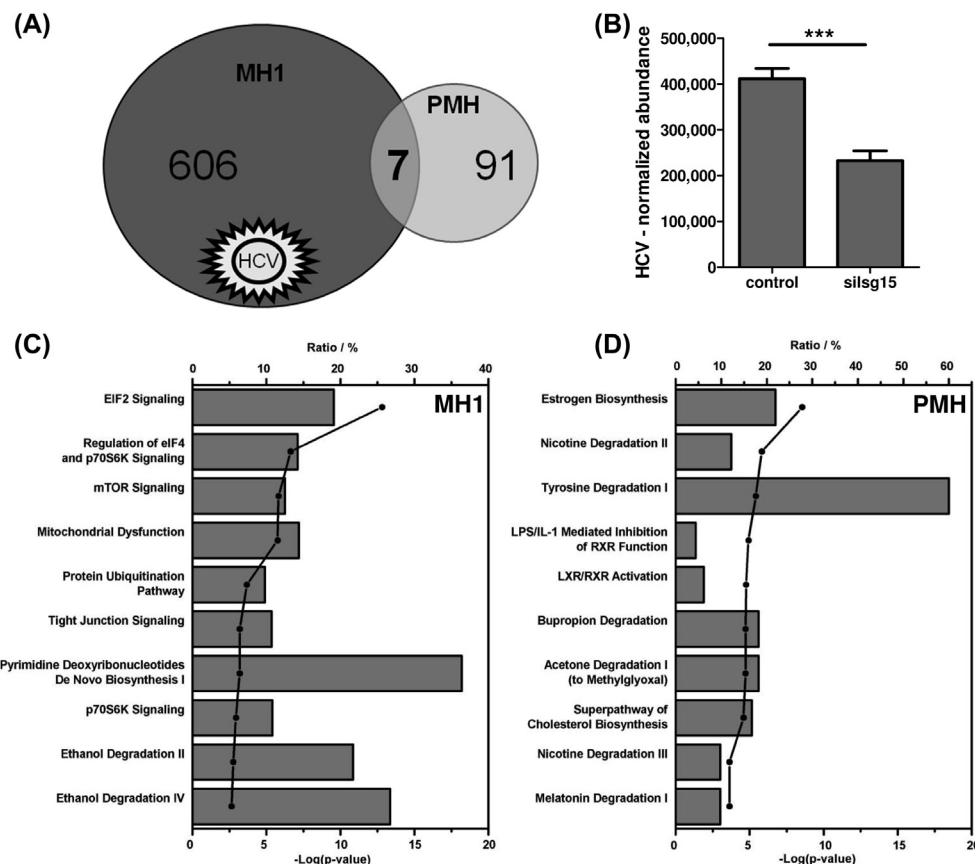 (A)
MH1
PMH
606
7
91
HCV
(B)
***
HCV - normalized abundance
500,000
400,000
300,000
200,000
100,000
0
control
siIsg15
(C)
Ratio / %
0 10 20 30 40
MH1
EIF2 Signaling
Regulation of eIF4
and p70S6K Signaling
mTOR Signaling
Mitochondrial Dysfunction
Protein Ubiquitination
Pathway
Tight Junction Signaling
Pyrimidine Deoxyribonucleotides
De Novo Biosynthesis I
p70S6K Signaling
Ethanol Degradation II
Ethanol Degradation IV
0 5 10 15 20
-Log(p-value)
(D)
Ratio / %
0 10 20 30 40 50 60
PMH
Estrogen Biosynthesis
Nicotine Degradation II
Tyrosine Degradation I
LPS/IL-1 Mediated Inhibition
of RXR Function
LXR/RXR Activation
Bupropion Degradation
Acetone Degradation I
(to Methylglyoxal)
Superpathway of
Cholesterol Biosynthesis
Nicotine Degradation III
Melatonin Degradation I
0 5 10 15
-Log(p-value)